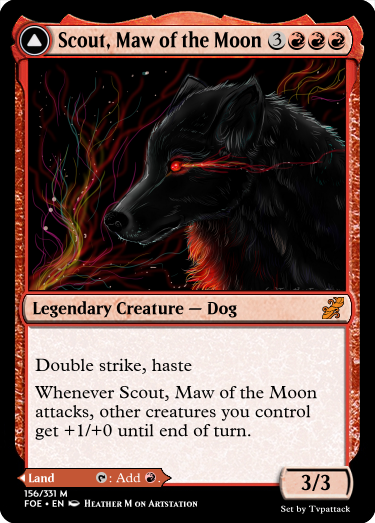 Scout, Maw of the Moon 3
Legendary Creature — Dog
Double strike, haste
Whenever Scout, Maw of the Moon
attacks, other creatures you control
get +1/+0 until end of turn.
Land : Add .
3/3
156/331 M
FOE • EN Heather M on Artstation
Set by Tvpattack